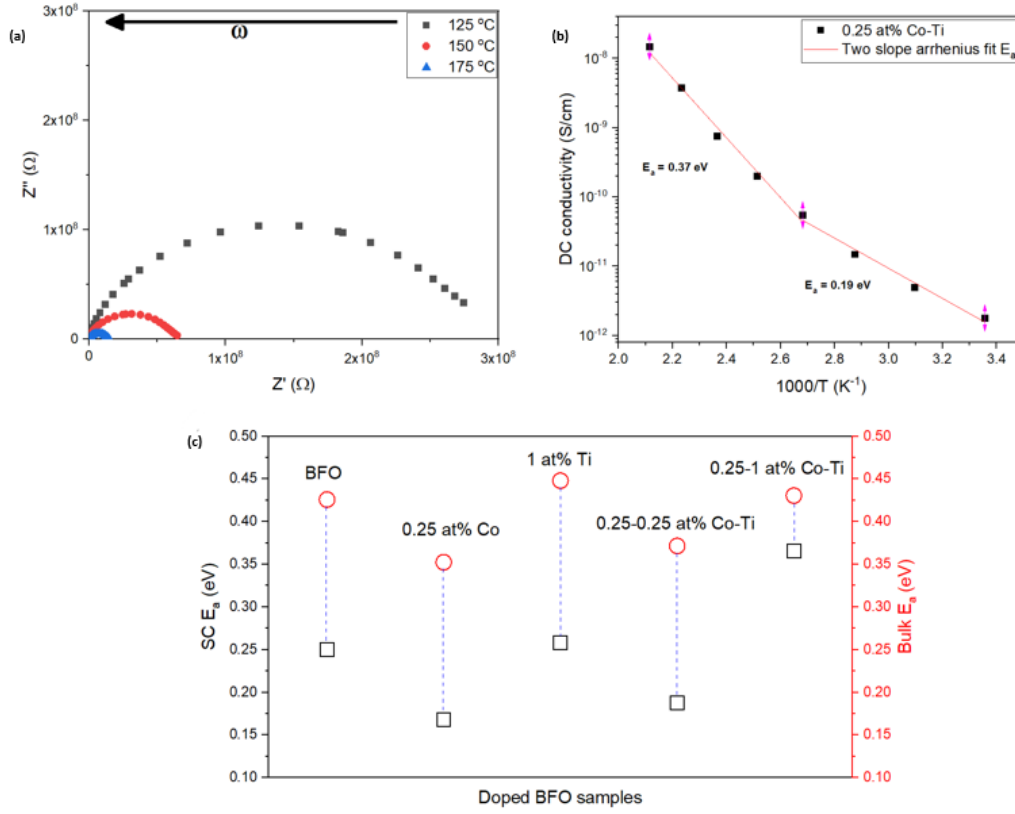 (a)
ω
125 °C
150 °C
175 °C
3x10⁸
2x10⁸
1x10⁸
0
Z'' (Ω)
0
1x10⁸
2x10⁸
3x10⁸
Z' (Ω)
(b)
0.25 at% Co-Ti
Two slope arrhenius fit Eₐ
10⁻⁸
10⁻⁹
10⁻¹⁰
10⁻¹¹
10⁻¹²
DC conductivity (S/cm)
Eₐ = 0.37 eV
Eₐ = 0.19 eV
2.0
2.2
2.4
2.6
2.8
3.0
3.2
3.4
1000/T (K⁻¹)
(c)
0.50
0.45
0.40
0.35
0.30
0.25
0.20
0.15
0.10
SC Eₐ (eV)
BFO
0.25 at% Co
1 at% Ti
0.25-0.25 at% Co-Ti
0.25-1 at% Co-Ti
0.50
0.45
0.40
0.35
0.30
0.25
0.20
0.15
0.10
Bulk Eₐ (eV)
Doped BFO samples